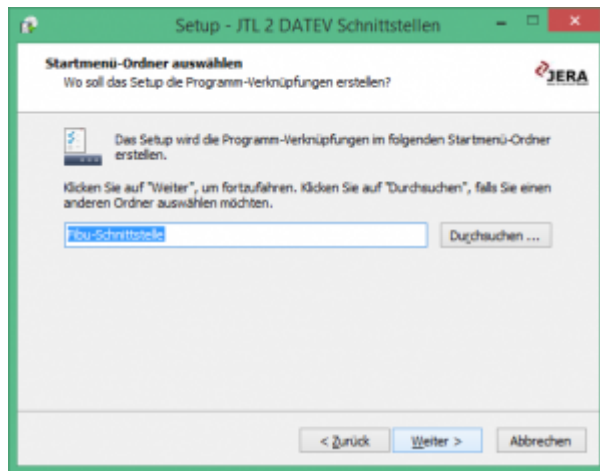 Setup - JTL 2 DATEV Schnittstellen
Startmenü-Ordner auswählen
Wo soll das Setup die Programm-Verknüpfungen erstellen?
JERA
Das Setup wird die Programm-Verknüpfungen im folgenden Startmenü-Ordner
erstellen.
Klicken Sie auf "Weiter", um fortzufahren. Klicken Sie auf "Durchsuchen", falls Sie einen
anderen Ordner auswählen möchten.
Fibu-Schnittstelle
Durchsuchen ...
< Zurück
Weiter >
Abbrechen